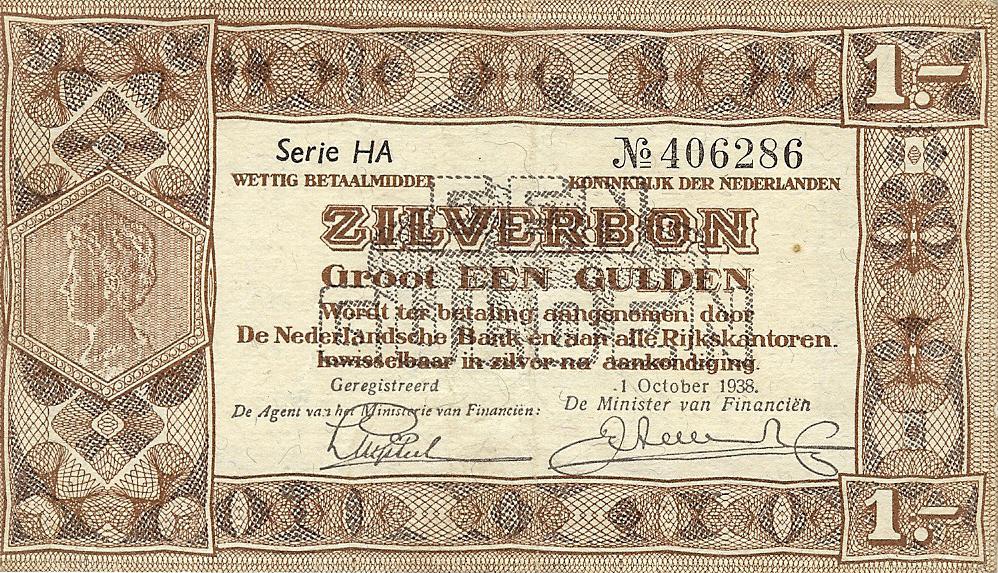 1.–
Serie HA № 406286
WETTIG BETAALMIDDEL KONINKRIJK DER NEDERLANDEN
ZILVERBON
Groot EEN GULDEN
Wordt ter betaling aangenomen door
De Nederlandsche Bank en aan alle Rijkskantoren.
Inwisselbaar in zilver na aankondiging.
Geregistreerd 1 October 1938.
De Agent van het Ministerie van Financiën: De Minister van Financiën
1.–